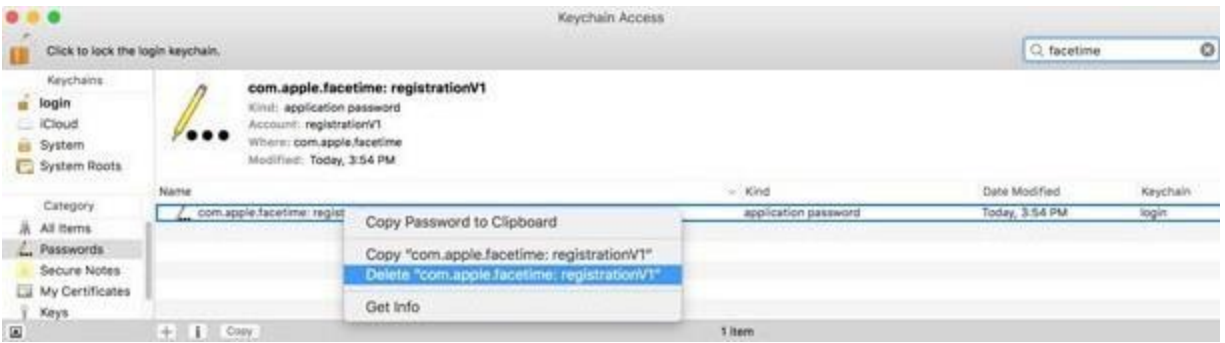 Keychain Access
Click to lock the login keychain.
facetime
Keychains
login
iCloud
System
System Roots
Category
All Items
Passwords
Secure Notes
My Certificates
Keys
com.apple.facetime: registrationV1
Kind: application password
Account: registrationV1
Where: com.apple.facetime
Modified: Today, 3:54 PM
Name Kind Date Modified Keychain
com.apple.facetime: regist application password Today, 3:54 PM login
Copy Password to Clipboard
Copy "com.apple.facetime: registrationV1"
Delete "com.apple.facetime: registrationV1"
Get Info
+ i Copy 1 item